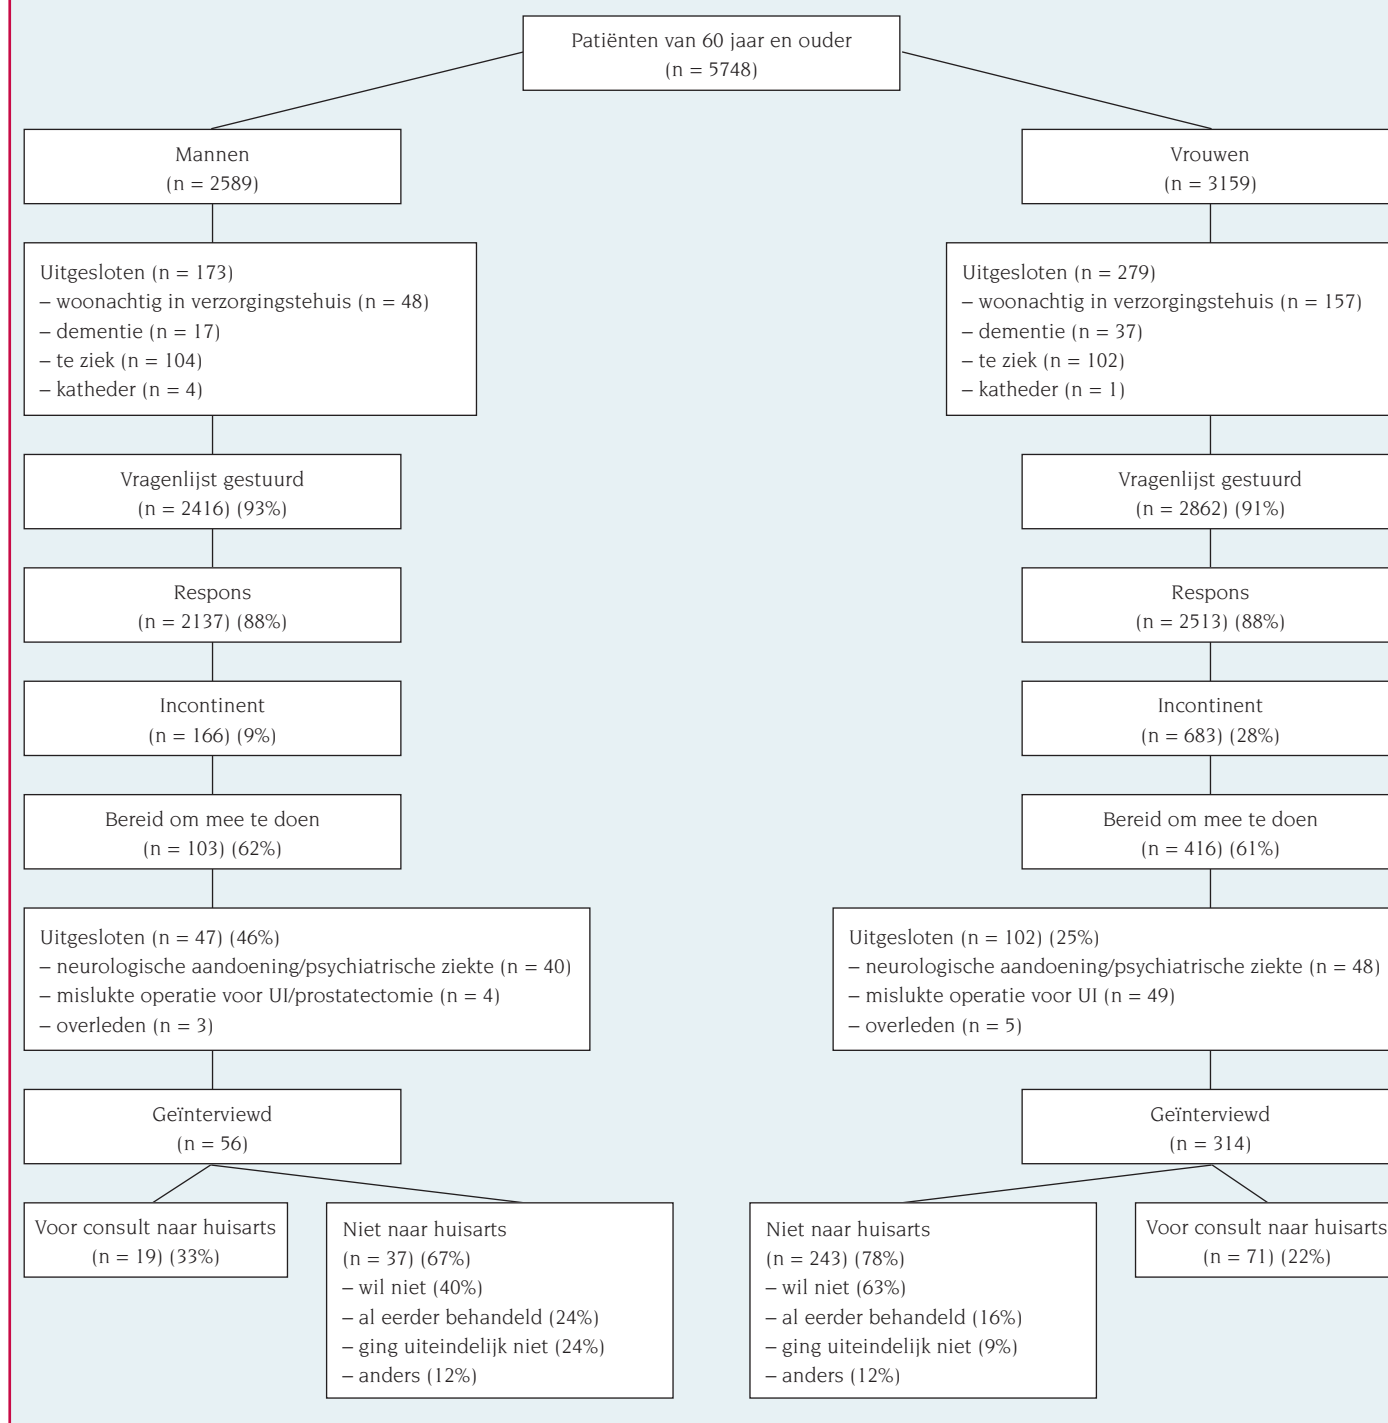 Patiënten van 60 jaar en ouder
(n = 5748)
Mannen
(n = 2589)
Uitgesloten (n = 173)
– woonachtig in verzorgingstehuis (n = 48)
– dementie (n = 17)
– te ziek (n = 104)
– katheder (n = 4)
Vragenlijst gestuurd
(n = 2416) (93%)
Respons
(n = 2137) (88%)
Incontinent
(n = 166) (9%)
Bereid om mee te doen
(n = 103) (62%)
Uitgesloten (n = 47) (46%)
– neurologische aandoening/psychiatrische ziekte (n = 40)
– mislukte operatie voor UI/prostatectomie (n = 4)
– overleden (n = 3)
Geïnterviewd
(n = 56)
Voor consult naar huisarts
(n = 19) (33%)
Niet naar huisarts
(n = 37) (67%)
– wil niet (40%)
– al eerder behandeld (24%)
– ging uiteindelijk niet (24%)
– anders (12%)
Vrouwen
(n = 3159)
Uitgesloten (n = 279)
– woonachtig in verzorgingstehuis (n = 157)
– dementie (n = 37)
– te ziek (n = 102)
– katheder (n = 1)
Vragenlijst gestuurd
(n = 2862) (91%)
Respons
(n = 2513) (88%)
Incontinent
(n = 683) (28%)
Bereid om mee te doen
(n = 416) (61%)
Uitgesloten (n = 102) (25%)
– neurologische aandoening/psychiatrische ziekte (n = 48)
– mislukte operatie voor UI (n = 49)
– overleden (n = 5)
Geïnterviewd
(n = 314)
Niet naar huisarts
(n = 243) (78%)
– wil niet (63%)
– al eerder behandeld (16%)
– ging uiteindelijk niet (9%)
– anders (12%)
Voor consult naar huisarts
(n = 71) (22%)